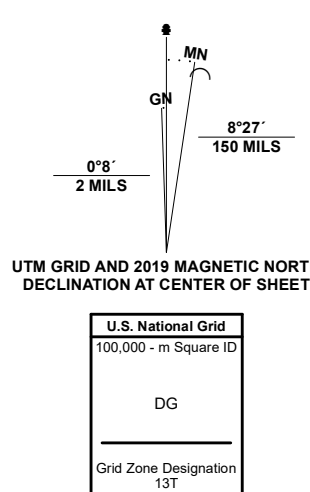 MN
GN
8°27´
150 MILS
0°8´
2 MILS
UTM GRID AND 2019 MAGNETIC NORT
DECLINATION AT CENTER OF SHEET
U.S. National Grid
100,000 - m Square ID
DG
Grid Zone Designation
13T